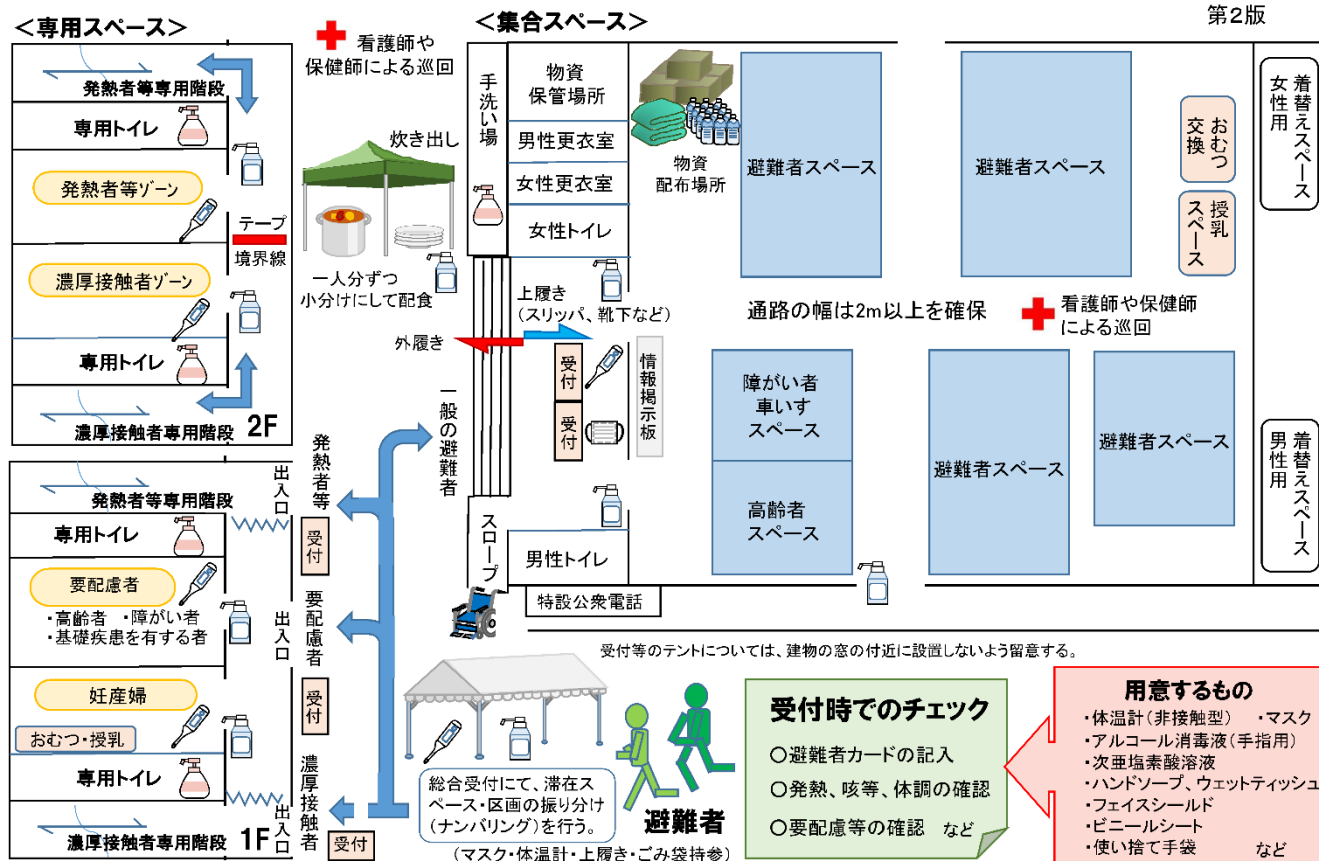 第2版
＜専用スペース＞
発熱者等専用階段
専用トイレ
発熱者等ゾーン
テープ
境界線
濃厚接触者ゾーン
専用トイレ
濃厚接触者専用階段
2F
発熱者等専用階段
専用トイレ
要配慮者
・高齢者 ・障がい者
・基礎疾患を有する者
妊産婦
おむつ・授乳
専用トイレ
濃厚接触者専用階段
1F
出入口
出入口
出入口
発熱者等
受付
要配慮者
受付
濃厚接触者
受付
一般の避難者
看護師や
保健師による巡回
炊き出し
一人分ずつ
小分けにして配食
＜集合スペース＞
手洗い場
物資
保管場所
男性更衣室
女性更衣室
女性トイレ
物資
配布場所
上履き
（スリッパ、靴下など）
外履き
受付
受付
情報掲示板
スロープ
男性トイレ
特設公衆電話
避難者スペース
避難者スペース
おむつ
交換
授乳
スペース
着替えスペース
女性用
通路の幅は2m以上を確保
看護師や保健師
による巡回
障がい者
車いす
スペース
高齢者
スペース
避難者スペース
避難者スペース
着替えスペース
男性用
受付等のテントについては、建物の窓の付近に設置しないよう留意する。
総合受付にて、滞在ス
ペース・区画の振り分け
（ナンバリング）を行う。
（マスク・体温計・上履き・ごみ袋持参）
避難者
受付時でのチェック
○避難者カードの記入
○発熱、咳等、体調の確認
○要配慮等の確認 など
用意するもの
・体温計（非接触型） ・マスク
・アルコール消毒液（手指用）
・次亜塩素酸溶液
・ハンドソープ、ウェットティッシュ
・フェイスシールド
・ビニールシート
・使い捨て手袋 など